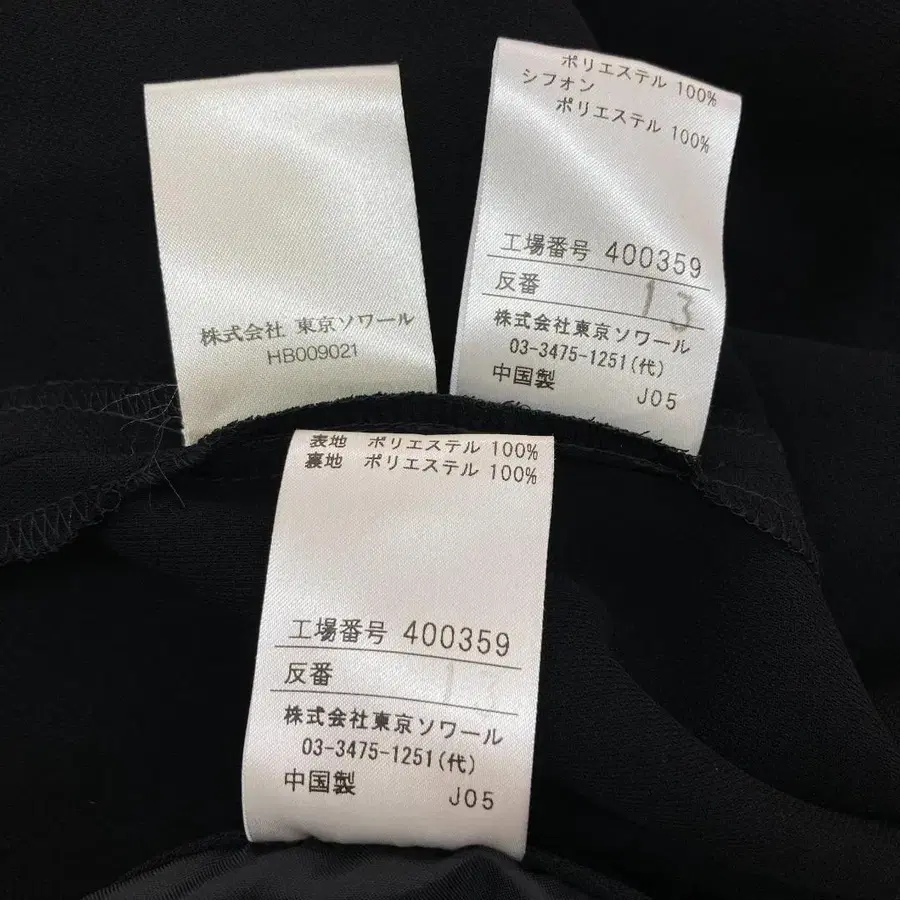 株式会社 東京ソワール
HB009021
ポリエステル 100%
シフオン
ポリエステル 100%
工場番号 400359
反番 13
株式会社東京ソワール
03-3475-1251(代)
中国製 J05
表地 ポリエステル 100%
裏地 ポリエステル 100%
工場番号 400359
反番
株式会社東京ソワール
03-3475-1251(代)
中国製 J05